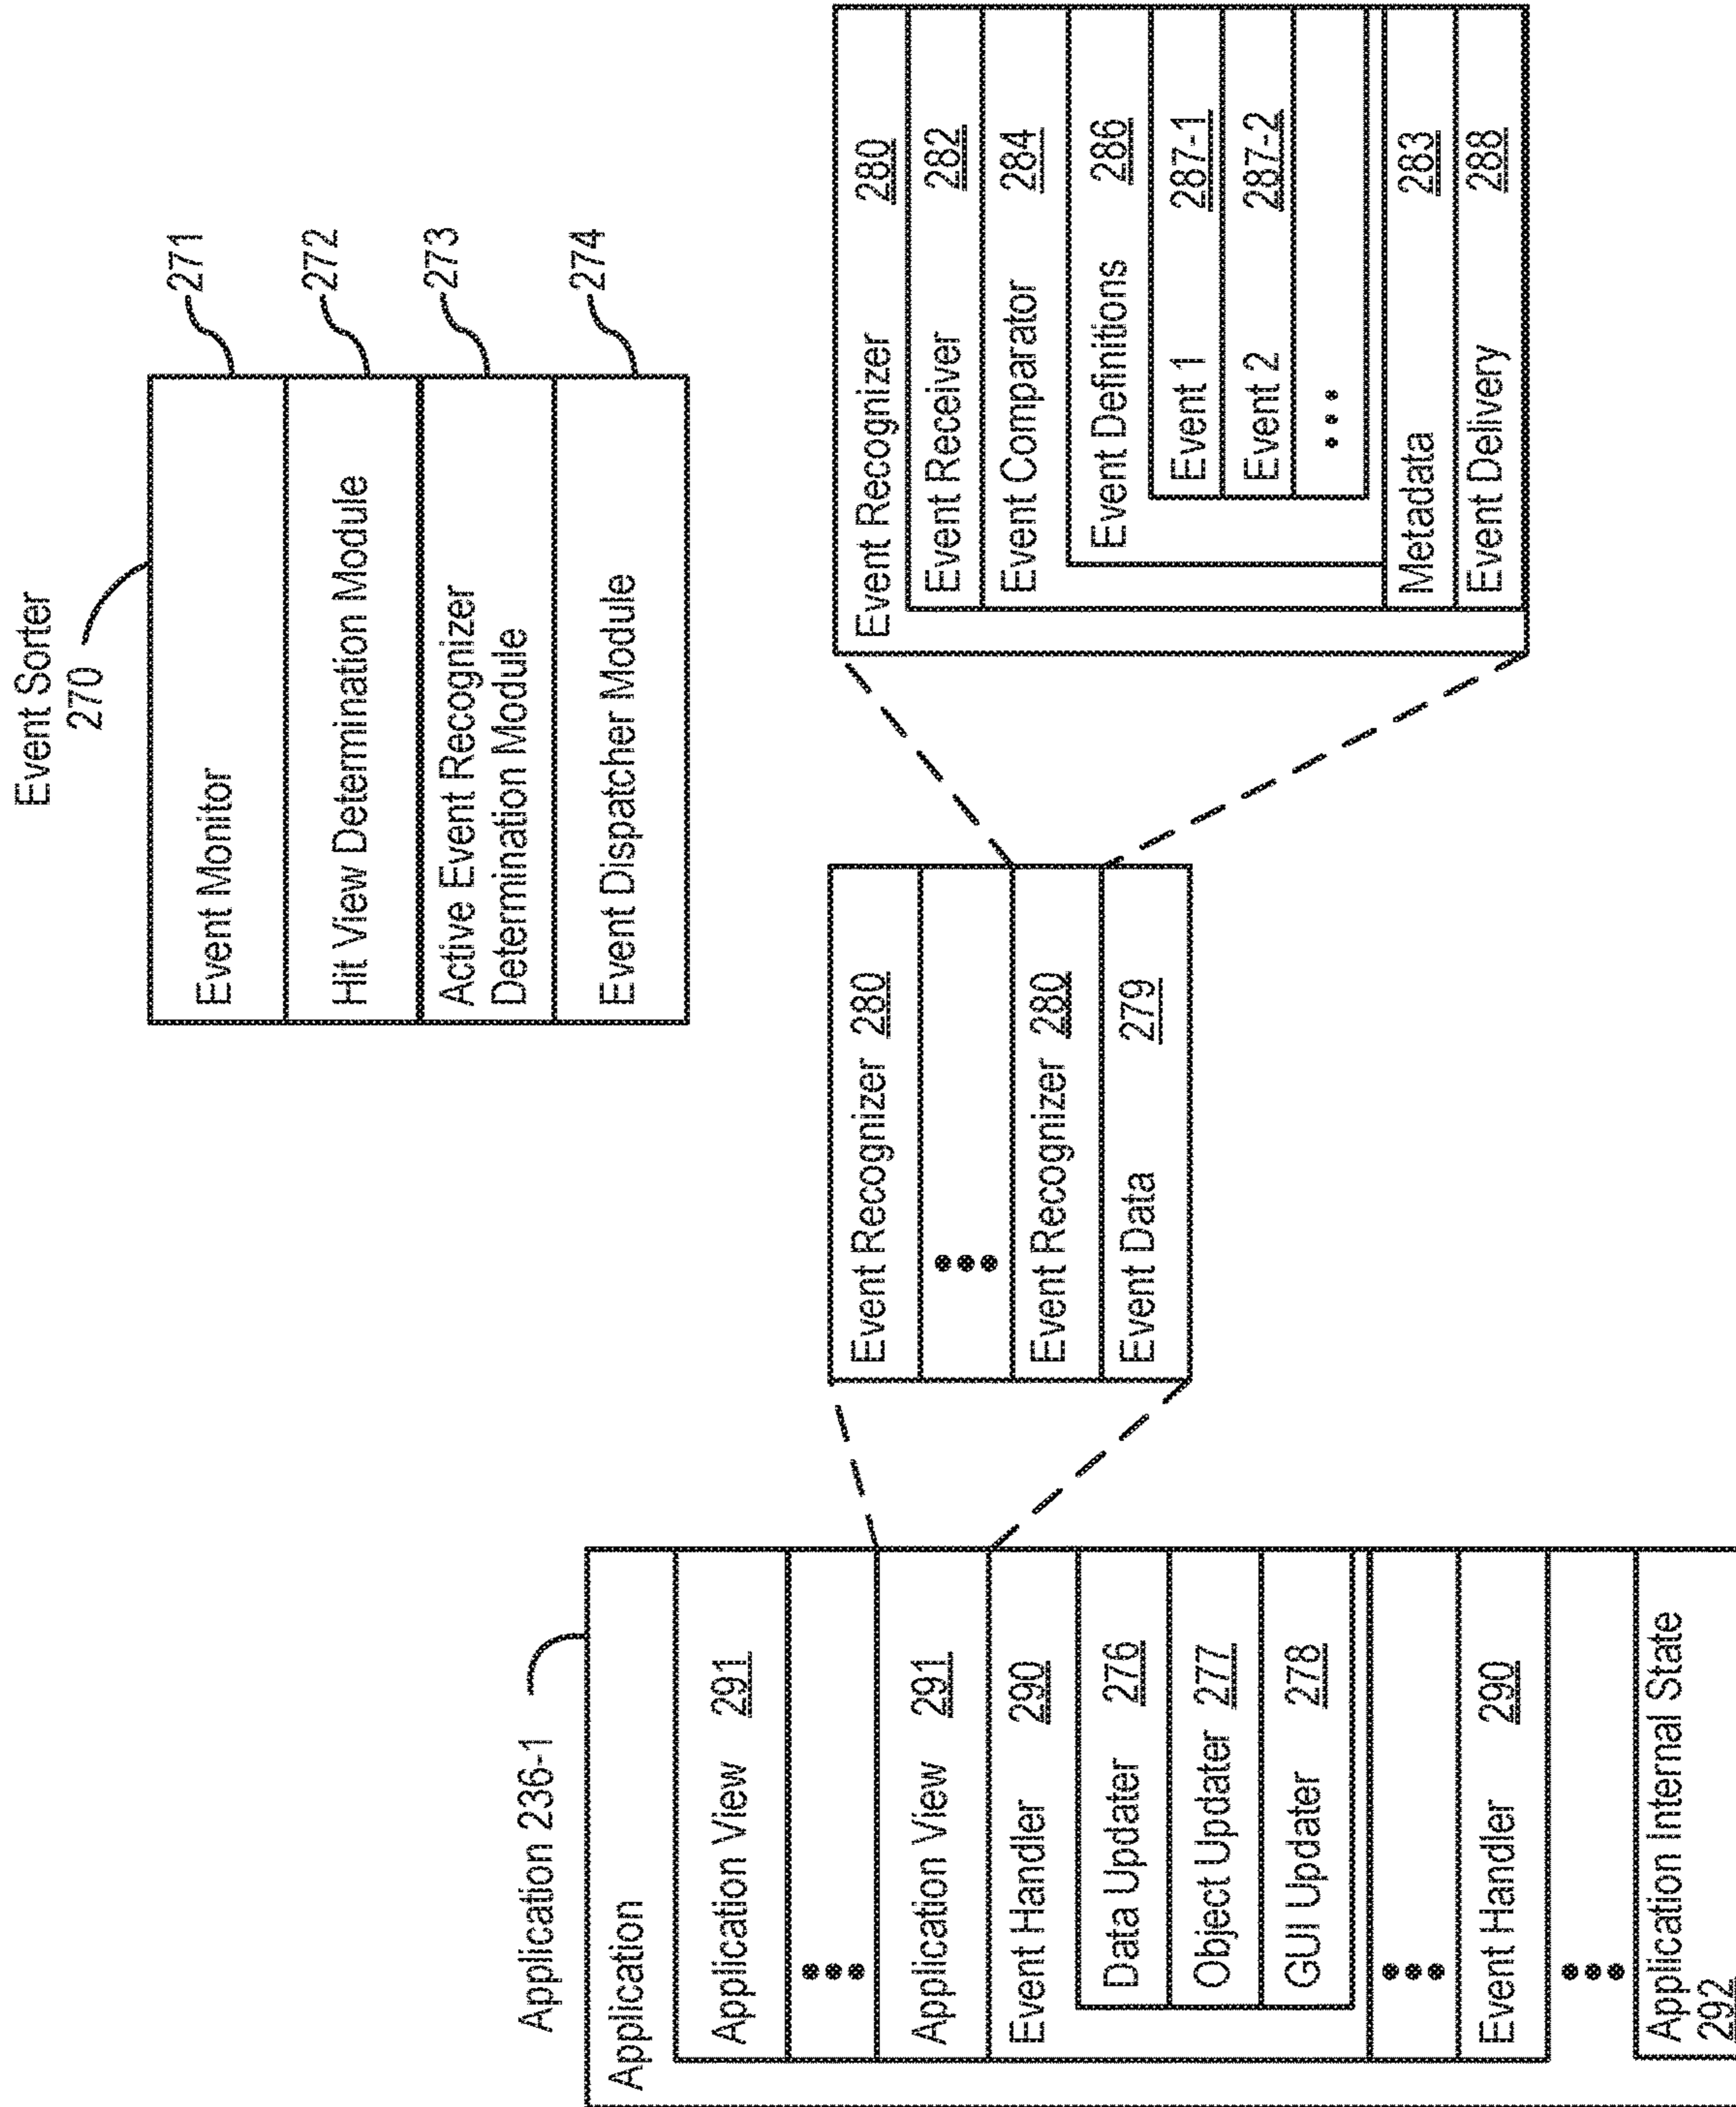 Event Sorter
270
Event Monitor
271
Hit View Determination Module
272
Active Event Recognizer
Determination Module
273
Event Dispatcher Module
274
Application 236-1
Application
Application View 291
•••
Application View 291
Event Handler 290
Data Updater 276
Object Updater 277
GUI Updater 278
•••
Event Handler 290
•••
Application Internal State
292
Event Recognizer 280
•••
Event Recognizer 280
Event Data 279
Event Recognizer 280
Event Receiver 282
Event Comparator 284
Event Definitions 286
Event 1 287-1
Event 2 287-2
•••
Metadata 283
Event Delivery 288